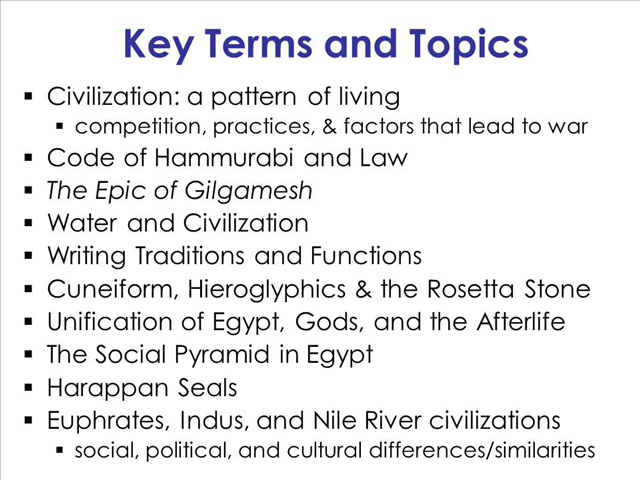 Key Terms and Topics
▪ Civilization: a pattern of living
▪ competition, practices, & factors that lead to war
▪ Code of Hammurabi and Law
▪ The Epic of Gilgamesh
▪ Water and Civilization
▪ Writing Traditions and Functions
▪ Cuneiform, Hieroglyphics & the Rosetta Stone
▪ Unification of Egypt, Gods, and the Afterlife
▪ The Social Pyramid in Egypt
▪ Harappan Seals
▪ Euphrates, Indus, and Nile River civilizations
▪ social, political, and cultural differences/similarities